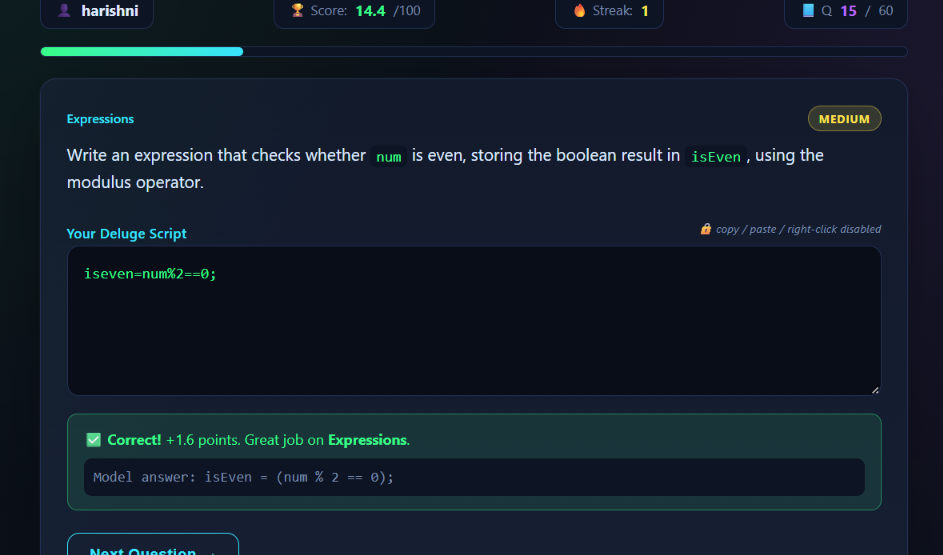 👤 harishni 🏆 Score: 14.4 /100 🔥 Streak: 1 📘 Q 15 / 60
Expressions MEDIUM
Write an expression that checks whether num is even, storing the boolean result in isEven, using the
modulus operator.
Your Deluge Script 🔒 copy / paste / right-click disabled
iseven=num%2==0;
✅ Correct! +1.6 points. Great job on Expressions.
Model answer: isEven = (num % 2 == 0);
Next Question →